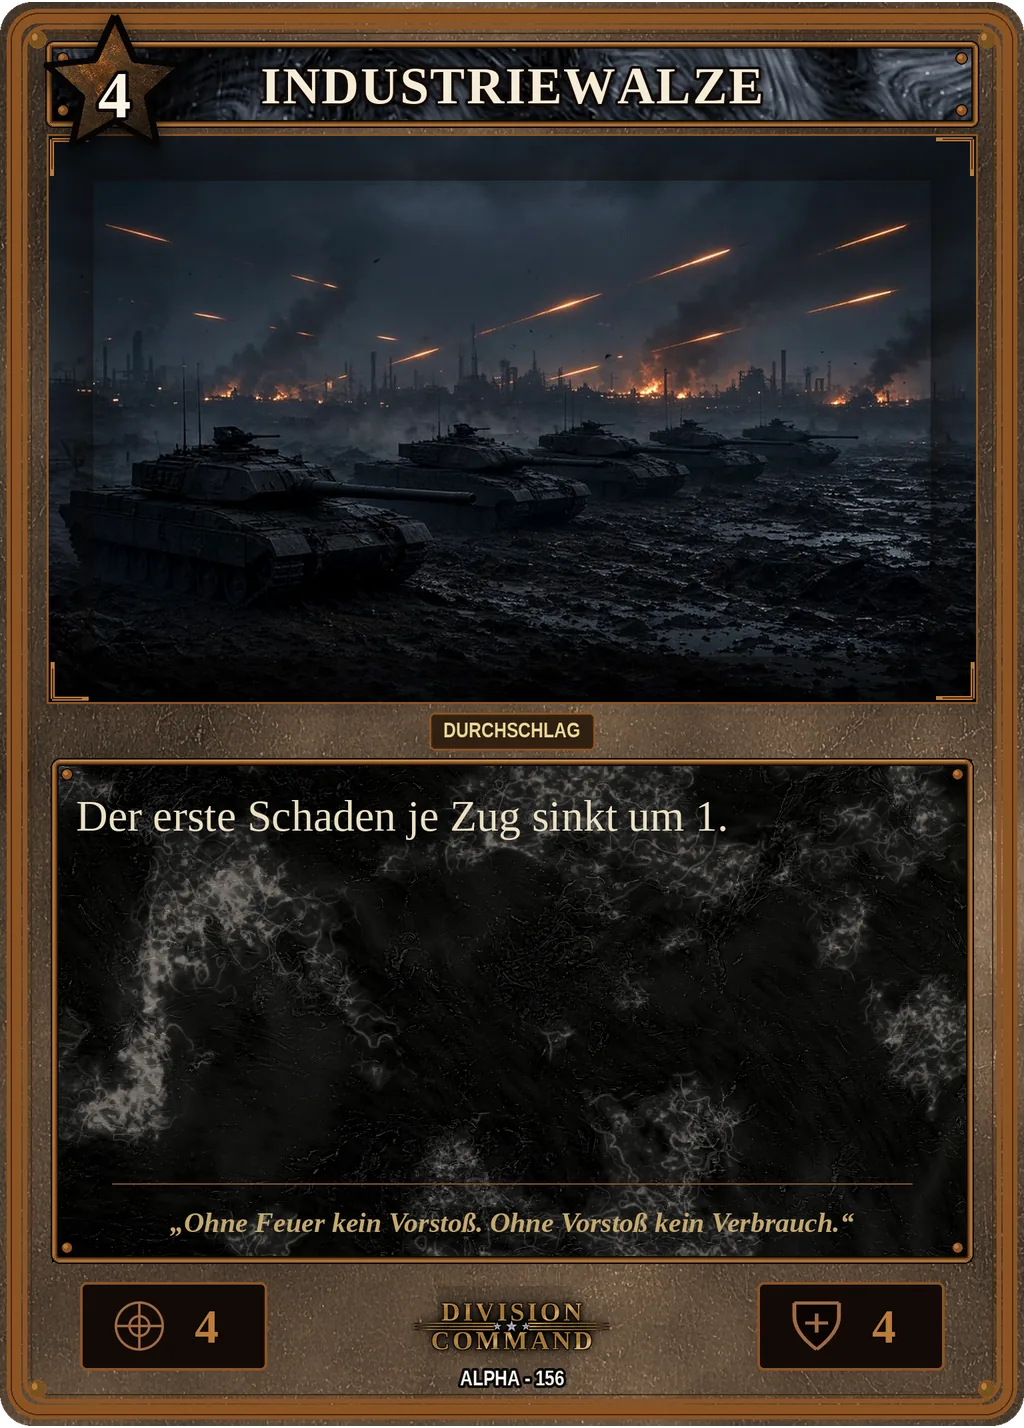 4
INDUSTRIEWALZE
DURCHSCHLAG
Der erste Schaden je Zug sinkt um 1.
„Ohne Feuer kein Vorstoß. Ohne Vorstoß kein Verbrauch.“
4
DIVISION
COMMAND
4
ALPHA - 156